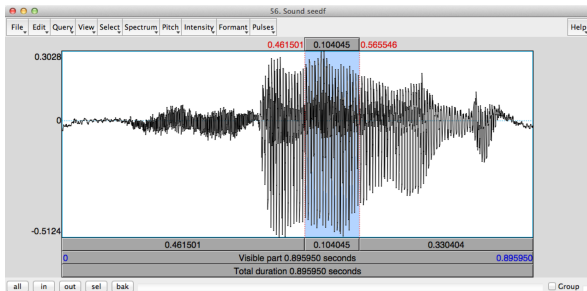 56. Sound seedf
File Edit Query View Select Spectrum Pitch Intensity Formant Pulses Help
0.461501 0.104045 0.565546
0.3028
0
-0.5124
0.461501 0.104045 0.330404
0 Visible part 0.895950 seconds 0.895950
Total duration 0.895950 seconds
all in out sel bak Group